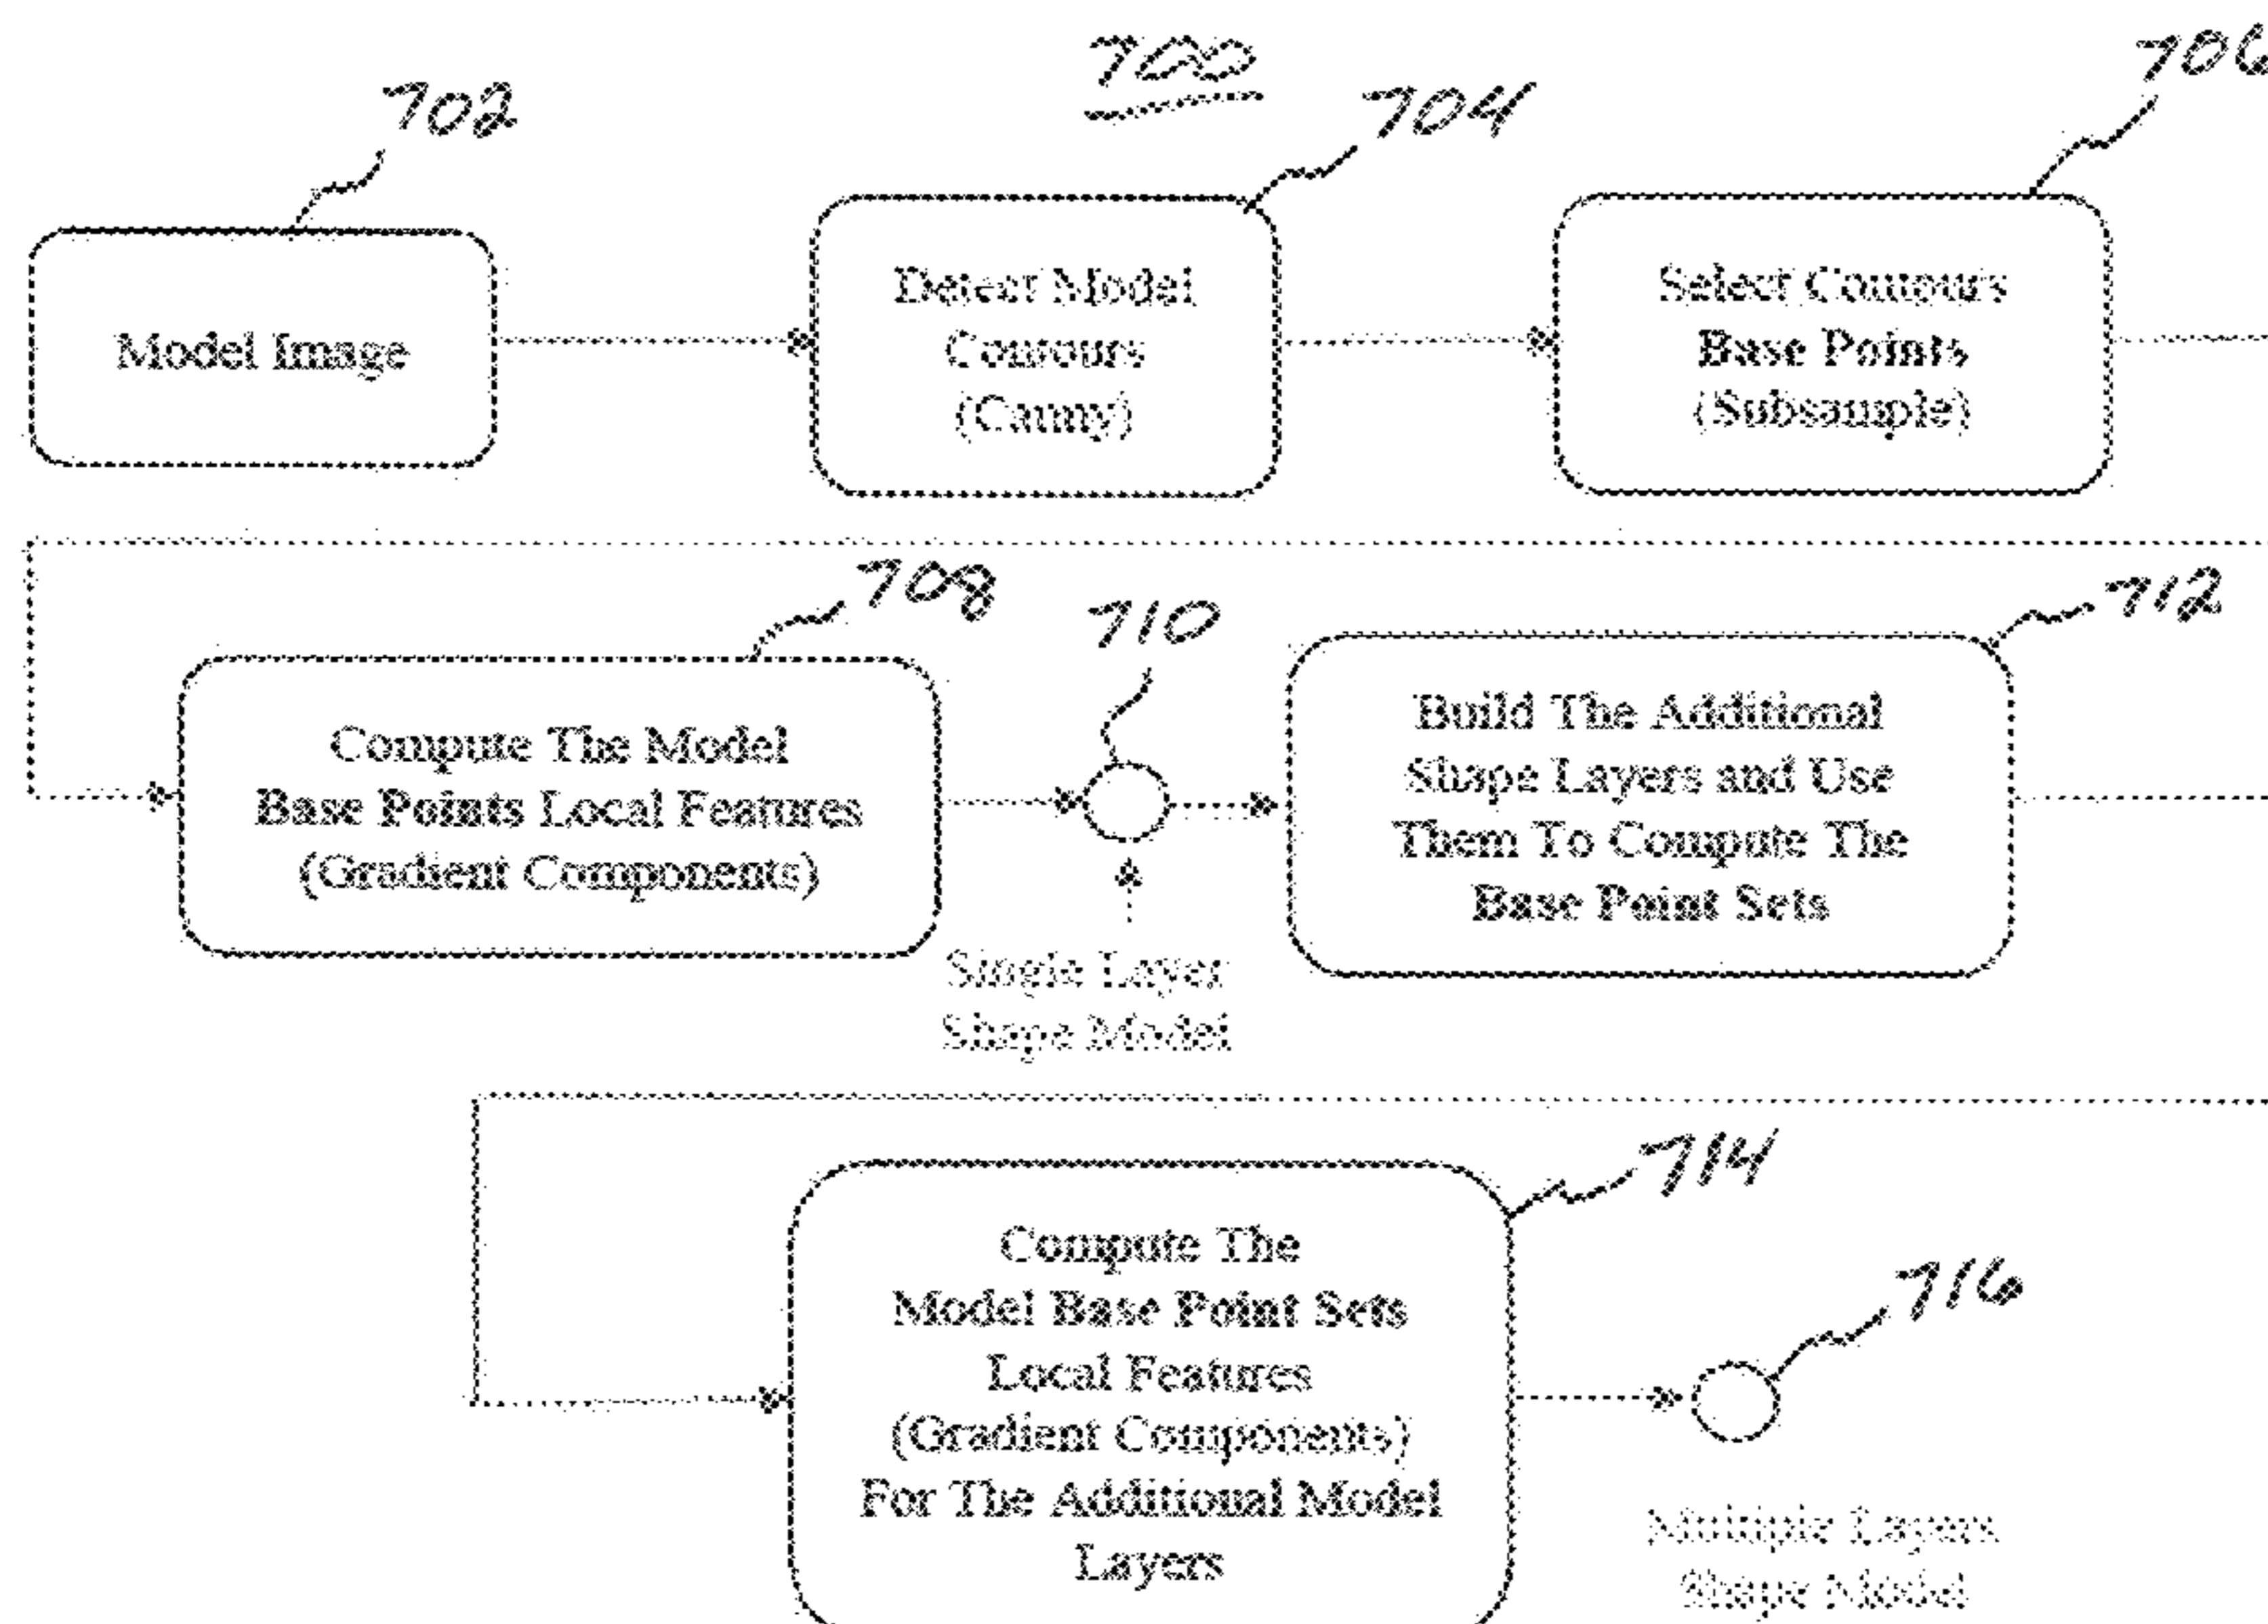 700
702
704
706
Model Image
Detect Model
Contours
(Canny)
Select Contours
Base Points
(Subsample)
708
710
712
Compute The Model
Base Points Local Features
(Gradient Components)
Single Layer
Shape Model
Build The Additional
Shape Layers and Use
Them To Compute The
Base Point Sets
714
716
Compute The
Model Base Point Sets
Local Features
(Gradient Components)
For The Additional Model
Layers
Multiple Layers
Shape Model